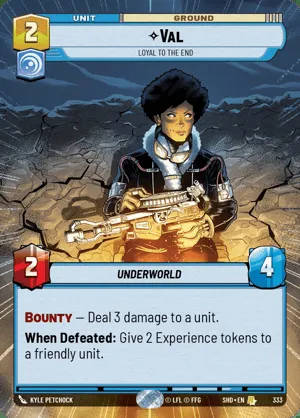 UNIT GROUND
2 ✧VAL
LOYAL TO THE END
2 UNDERWORLD 4
BOUNTY — Deal 3 damage to a unit.
When Defeated: Give 2 Experience tokens to
a friendly unit.
KYLE PETCHOCK © LFL © FFG SHD • EN 333